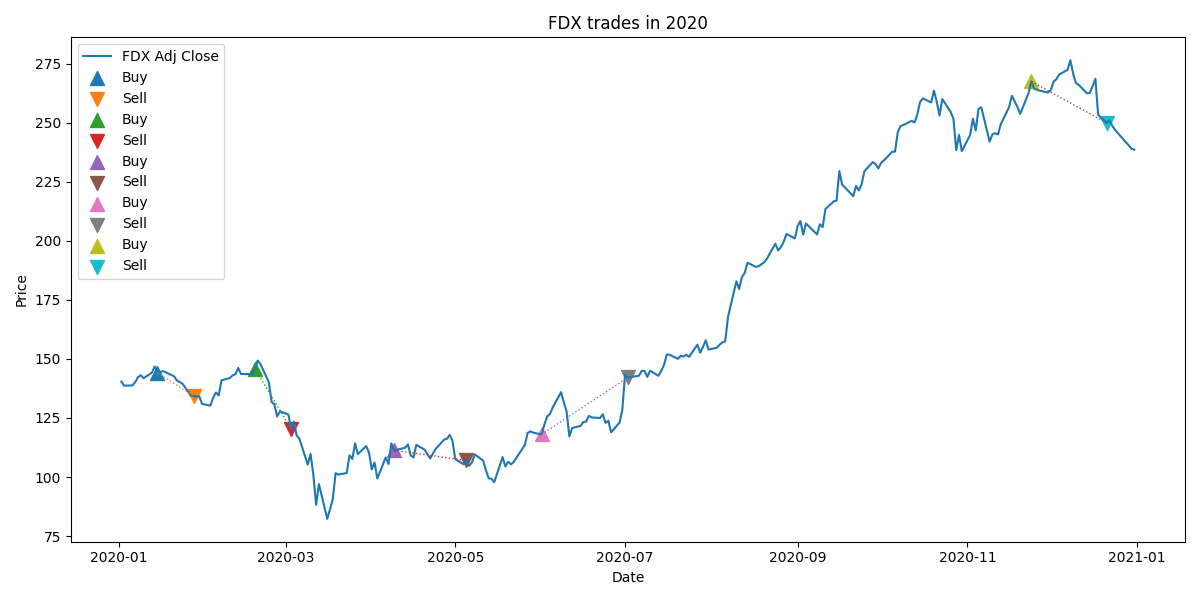 FDX trades in 2020
FDX Adj Close
Buy
Sell
Buy
Sell
Buy
Sell
Buy
Sell
Buy
Sell
275
250
225
200
175
150
125
100
75
Price
2020-01
2020-03
2020-05
2020-07
2020-09
2020-11
2021-01
Date